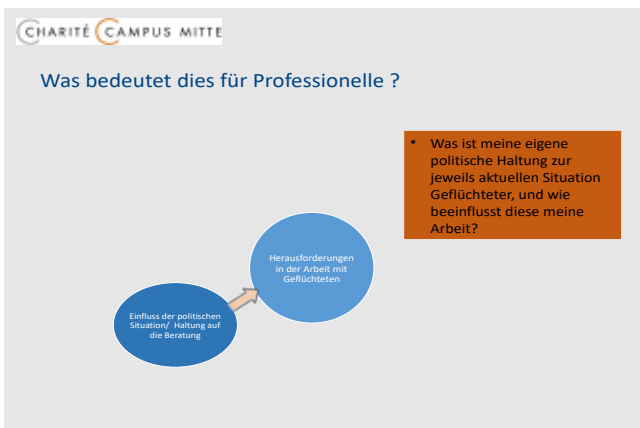 CHARITÉ CAMPUS MITTE
Was bedeutet dies für Professionelle ?
• Was ist meine eigene
politische Haltung zur
jeweils aktuellen Situation
Geflüchteter, und wie
beeinflusst diese meine
Arbeit?
Herausforderungen
in der Arbeit mit
Geflüchteten
Einfluss der politischen
Situation/ Haltung auf
die Beratung